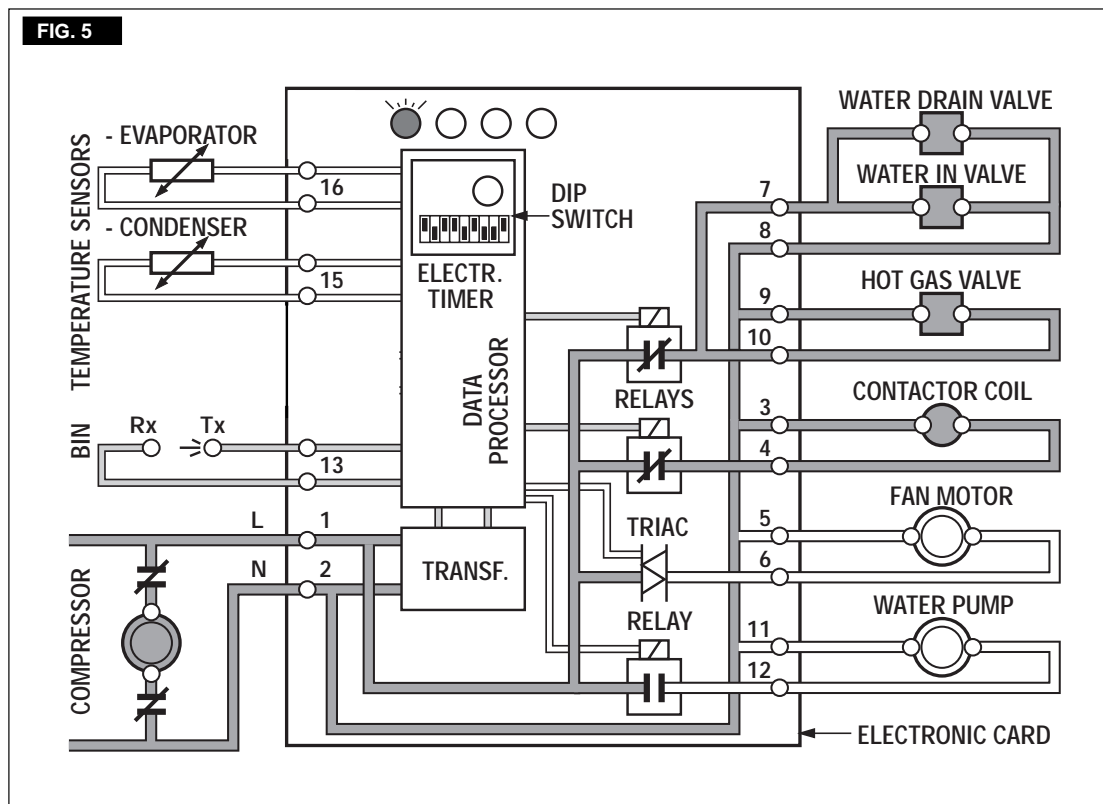 FIG. 5
TEMPERATURE SENSORS
- EVAPORATOR
16
- CONDENSER
15
BIN
Rx
Tx
13
L
1
N
2
COMPRESSOR
DIP
SWITCH
ELECTR.
TIMER
DATA
PROCESSOR
TRANSF.
RELAYS
TRIAC
RELAY
WATER DRAIN VALVE
WATER IN VALVE
7
8
HOT GAS VALVE
9
10
CONTACTOR COIL
3
4
FAN MOTOR
5
6
WATER PUMP
11
12
ELECTRONIC CARD